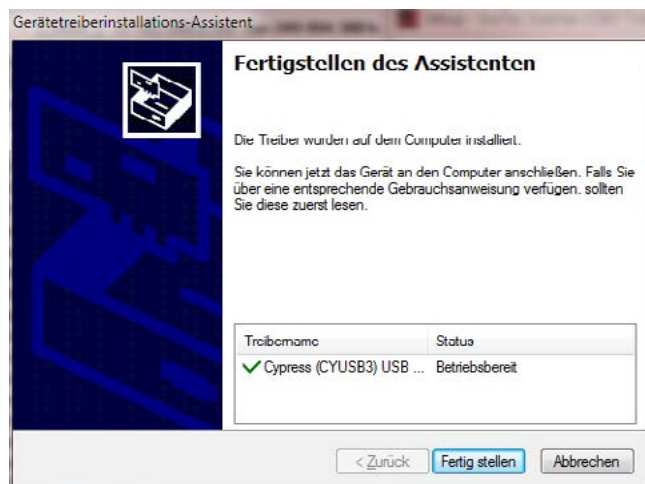 Gerätetreiberinstallations-Assistent
Fertigstellen des Assistenten
Die Treiber wurden auf dem Computer installiert.
Sie können jetzt das Gerät an den Computer anschließen. Falls Sie
über eine entsprechende Gebrauchsanweisung verfügen, sollten
Sie diese zuerst lesen.
Treibername Status
Cypress (CYUSB3) USB ... Betriebsbereit
< Zurück Fertig stellen Abbrechen